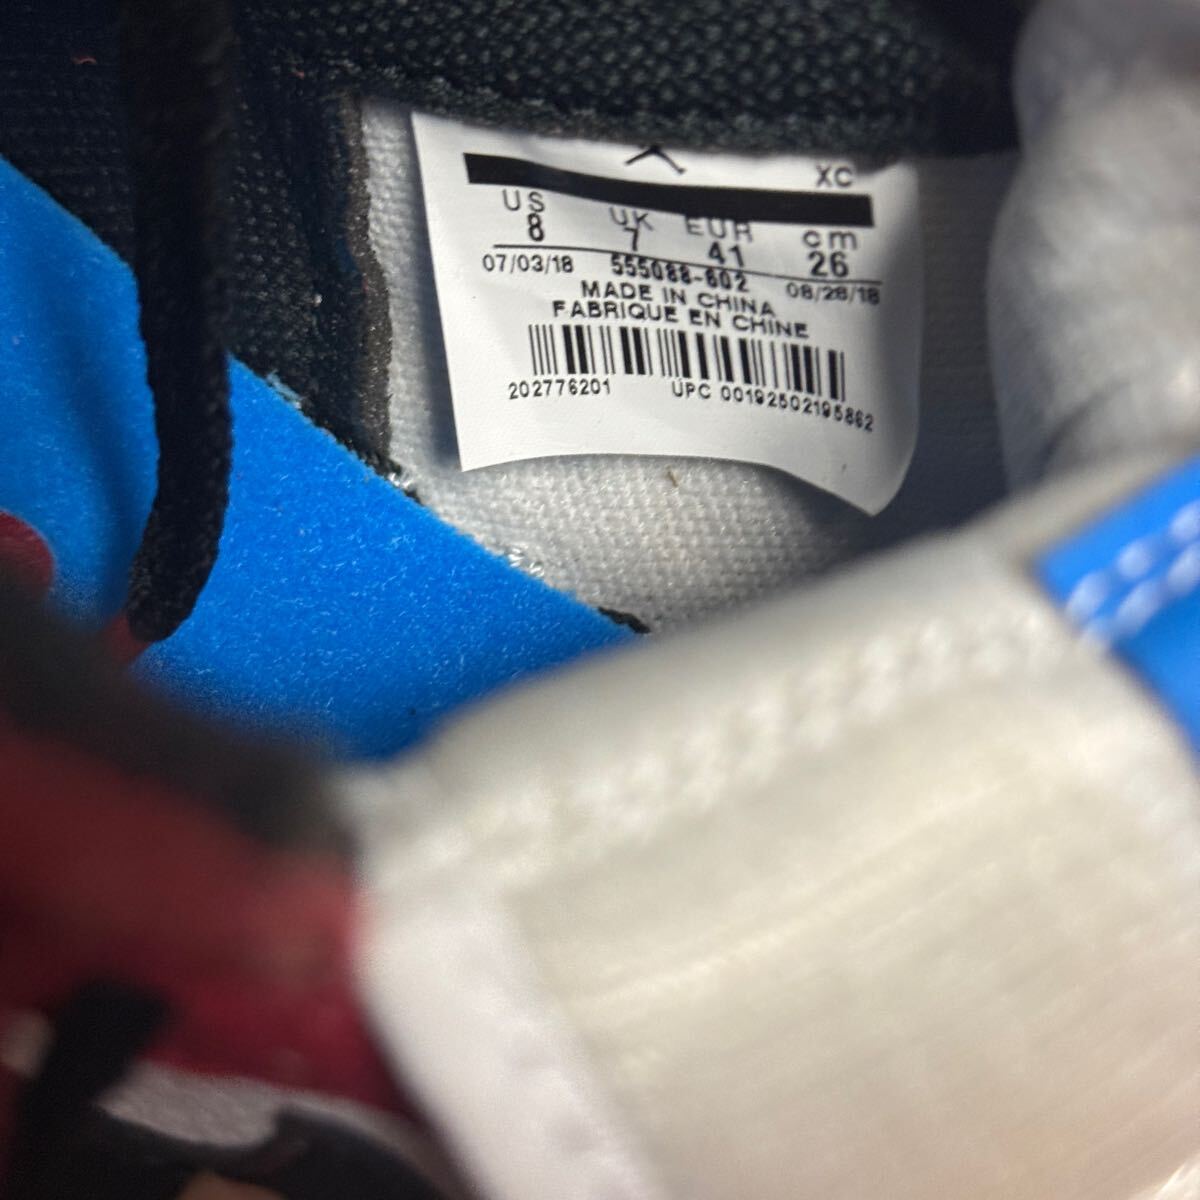 XC
US UK EUR cm
8 7 41 26
07/03/18 555088-602 08/28/18
MADE IN CHINA
FABRIQUE EN CHINE
202776201 UPC 00192502195862